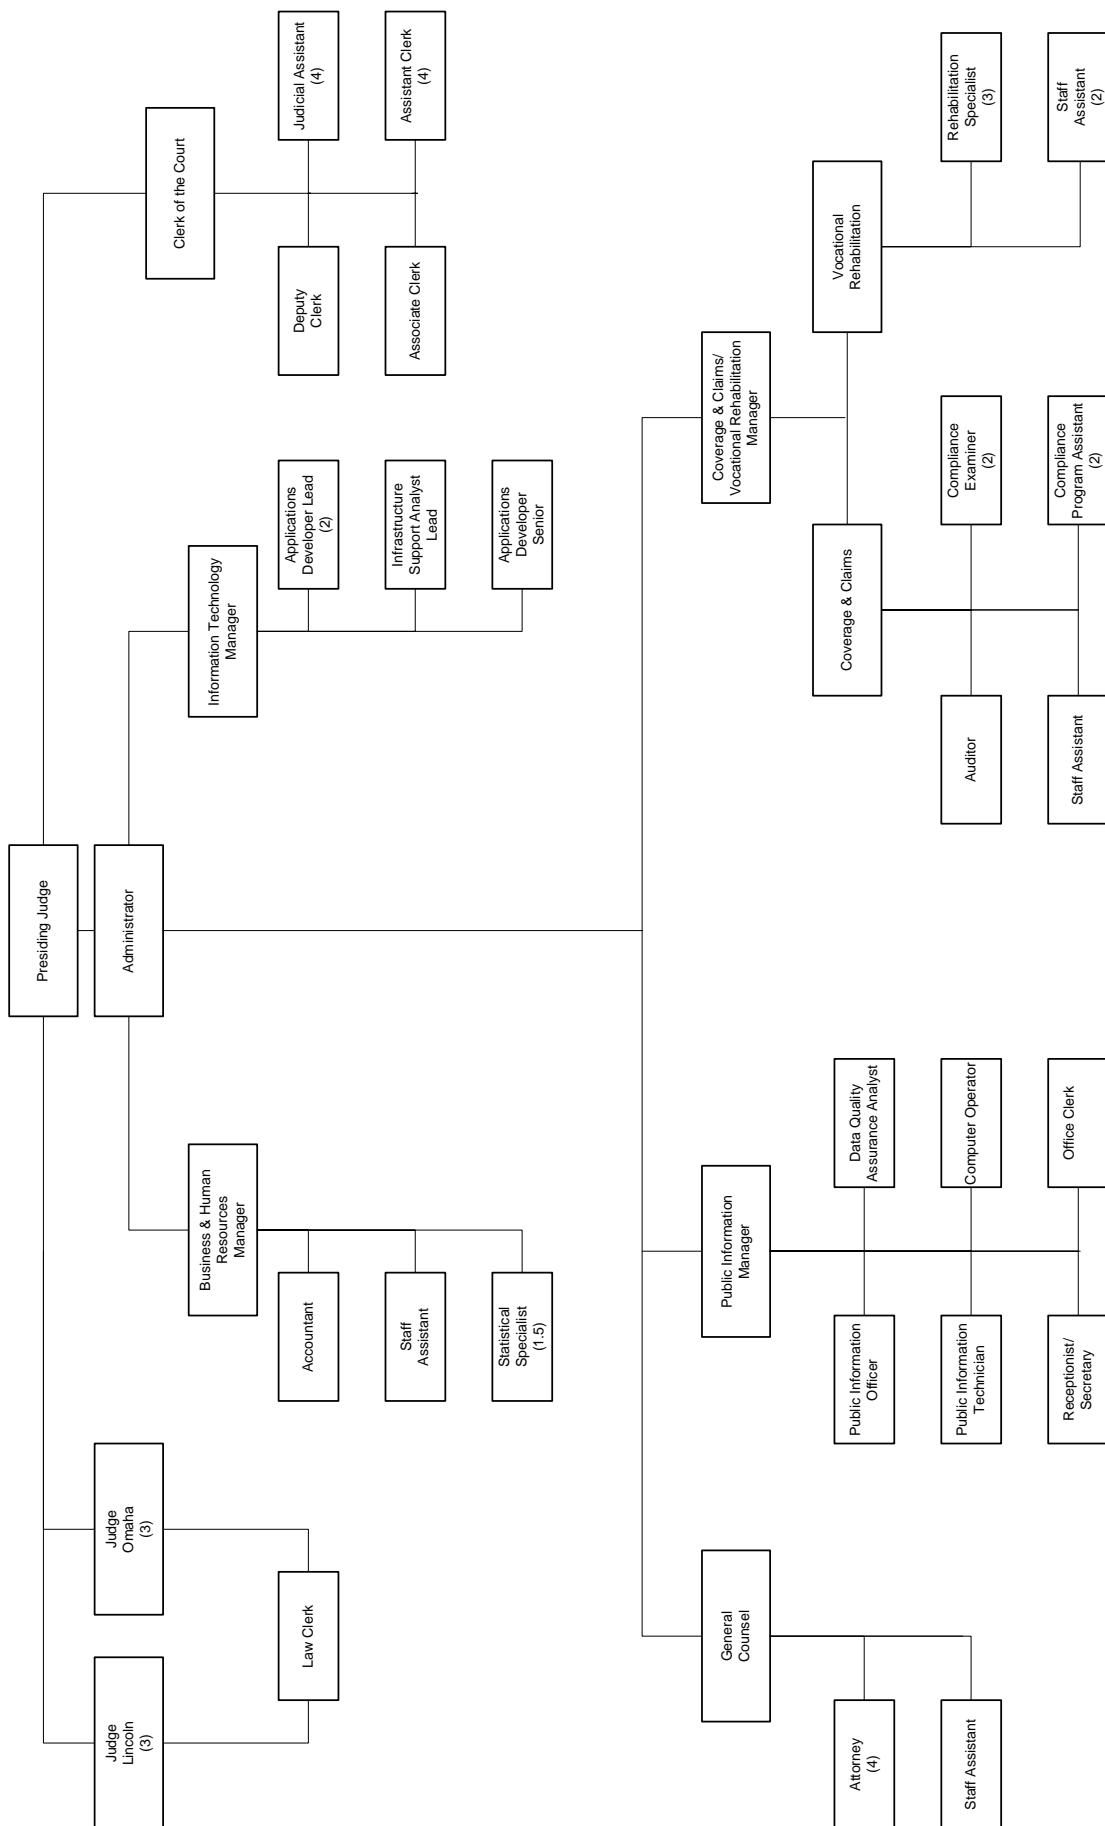 Presiding Judge
Judge
Lincoln
(3)
Judge
Omaha
(3)
Administrator
Clerk of the Court
Business & Human
Resources
Manager
Information Technology
Manager
Law Clerk
Accountant
Applications
Developer Lead
(2)
Deputy
Clerk
Judicial Assistant
(4)
Staff
Assistant
Infrastructure
Support Analyst
Lead
Associate Clerk
Assistant Clerk
(4)
Statistical
Specialist
(1.5)
Applications
Developer
Senior
General
Counsel
Public Information
Manager
Coverage & Claims/
Vocational Rehabilitation
Manager
Coverage & Claims
Vocational
Rehabilitation
Attorney
(4)
Public Information
Officer
Data Quality
Assurance Analyst
Staff Assistant
Public Information
Technician
Computer Operator
Auditor
Compliance
Examiner
(2)
Rehabilitation
Specialist
(3)
Receptionist/
Secretary
Office Clerk
Staff Assistant
Compliance
Program Assistant
(2)
Staff
Assistant
(2)